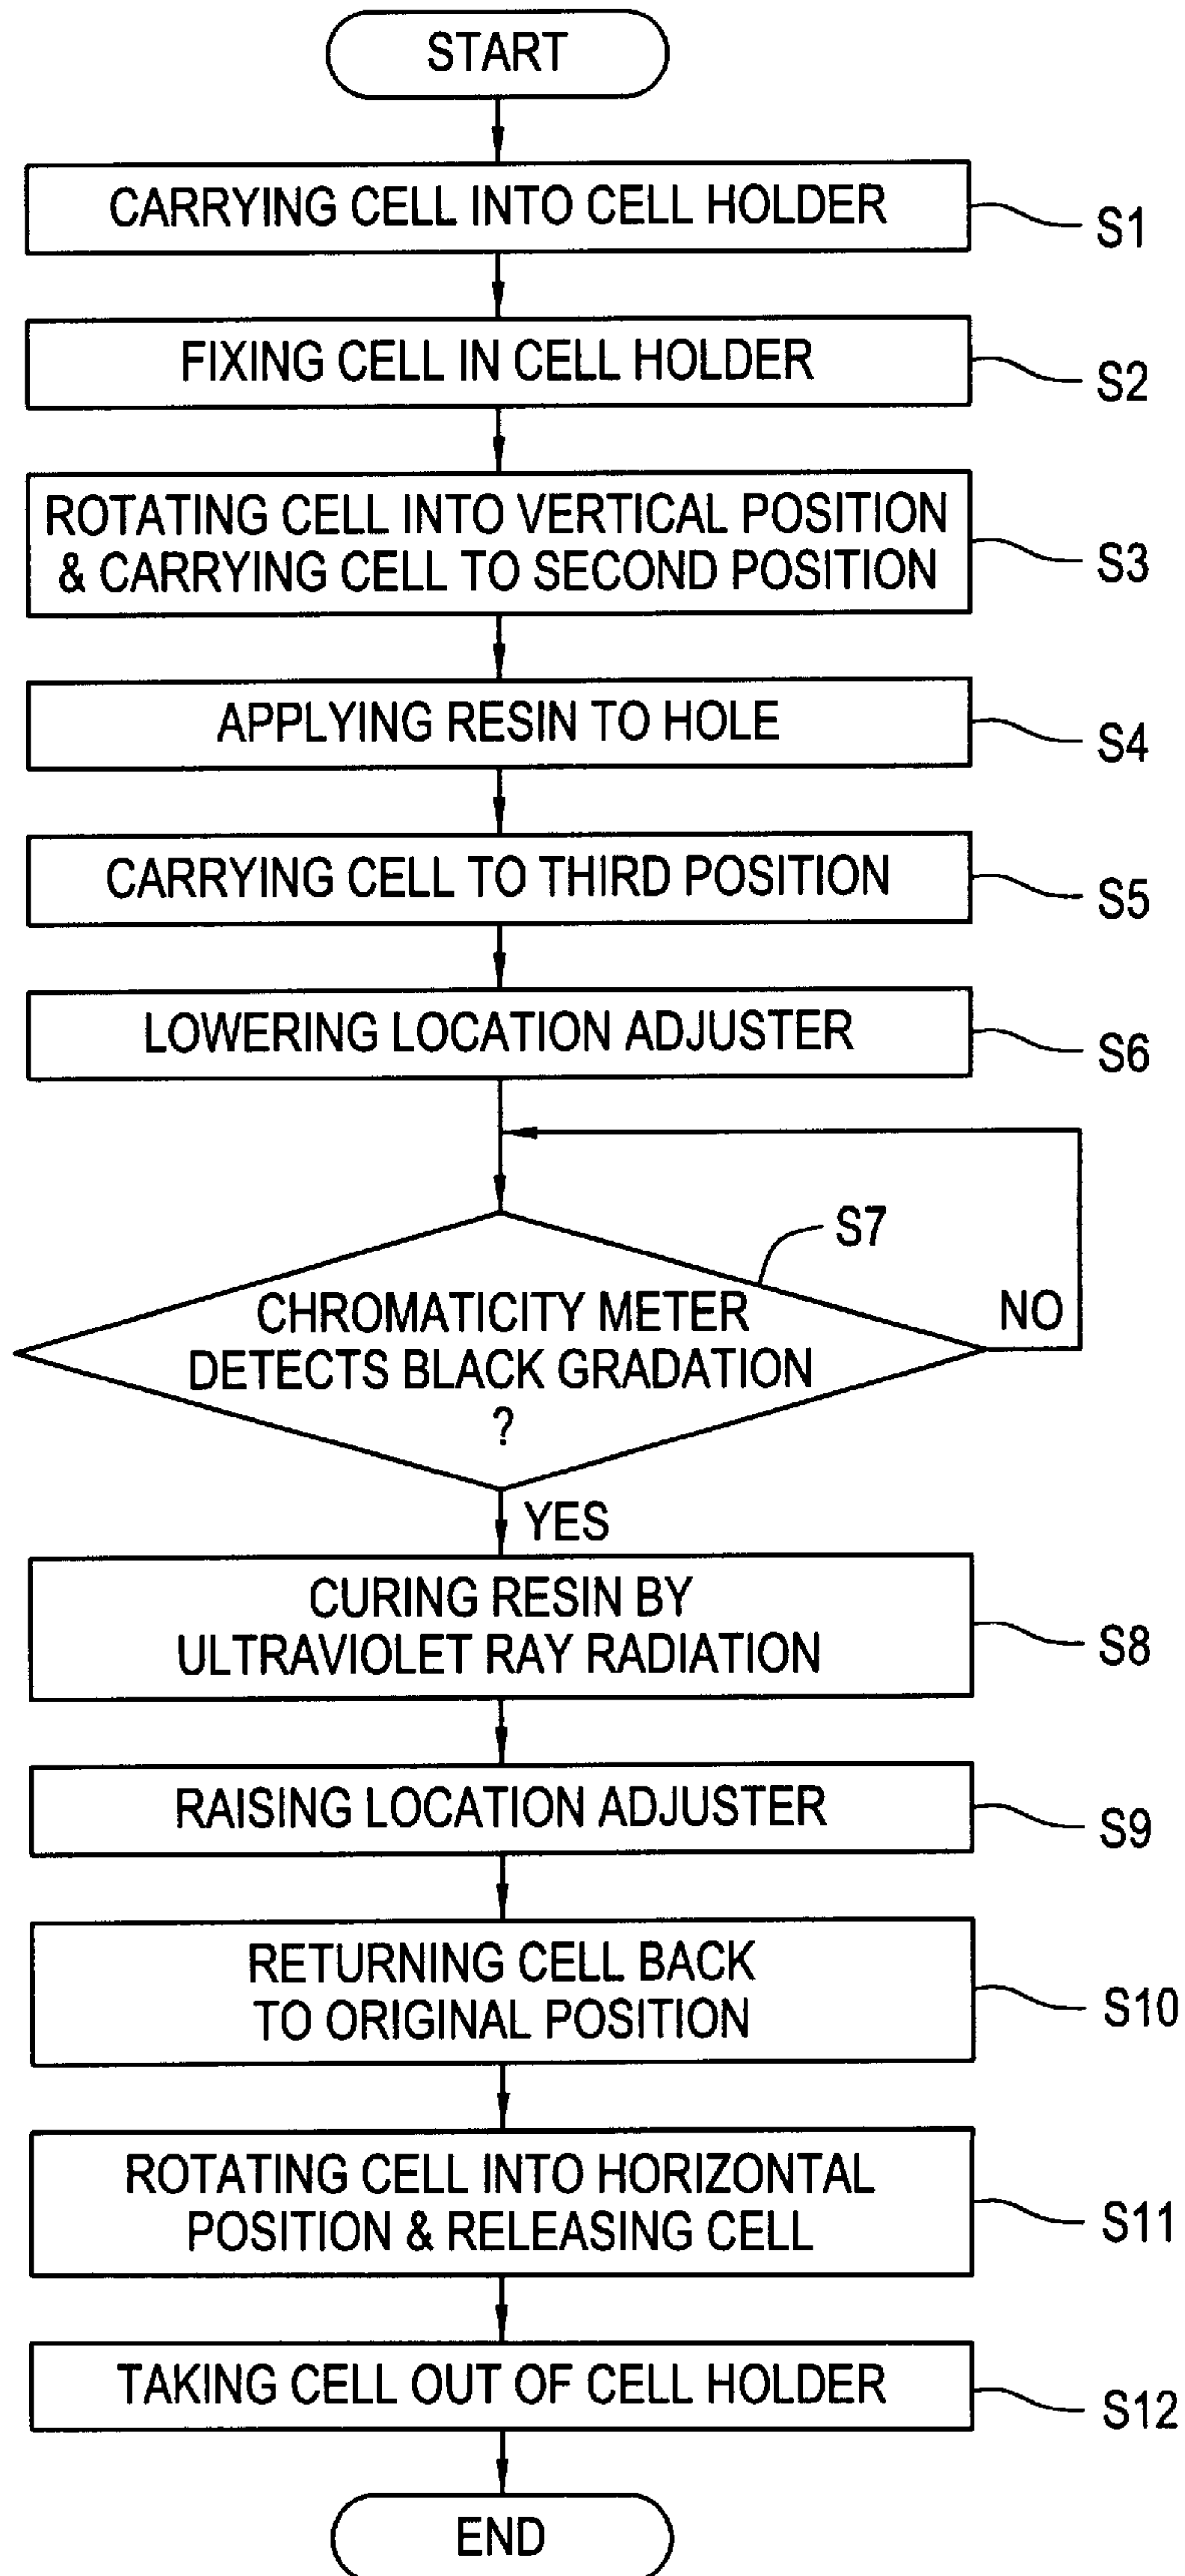 START
CARRYING CELL INTO CELL HOLDER
S1
FIXING CELL IN CELL HOLDER
S2
ROTATING CELL INTO VERTICAL POSITION
& CARRYING CELL TO SECOND POSITION
S3
APPLYING RESIN TO HOLE
S4
CARRYING CELL TO THIRD POSITION
S5
LOWERING LOCATION ADJUSTER
S6
S7
CHROMATICITY METER
DETECTS BLACK GRADATION
?
NO
YES
CURING RESIN BY
ULTRAVIOLET RAY RADIATION
S8
RAISING LOCATION ADJUSTER
S9
RETURNING CELL BACK
TO ORIGINAL POSITION
S10
ROTATING CELL INTO HORIZONTAL
POSITION & RELEASING CELL
S11
TAKING CELL OUT OF CELL HOLDER
S12
END